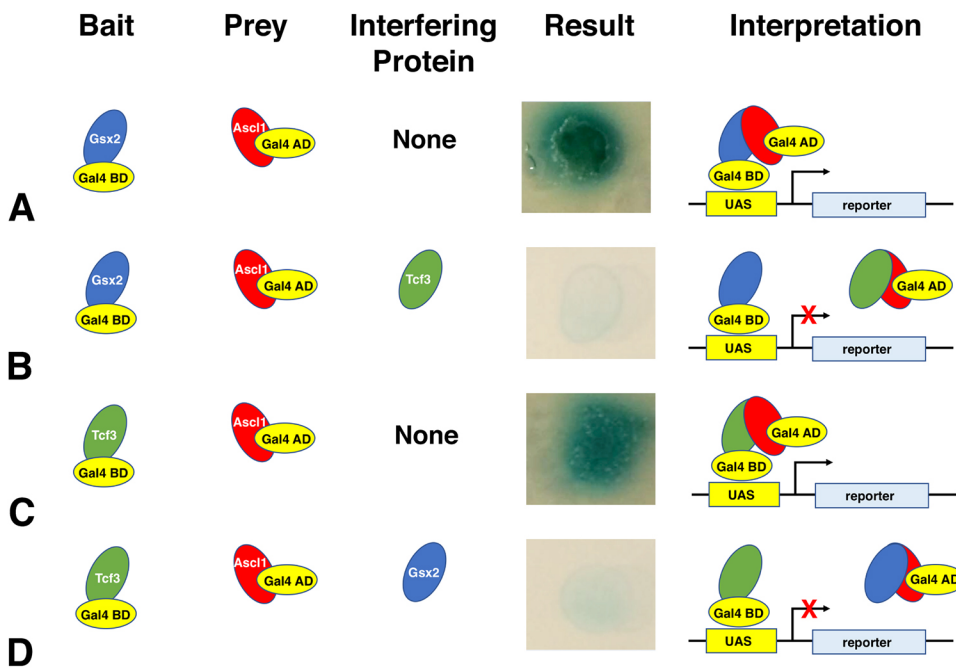 Bait Prey Interfering Protein Result Interpretation
Gsx2
Gal4 BD
Ascl1
Gal4 AD
None
Gal4 AD
Gal4 BD
UAS
reporter
A
Gsx2
Gal4 BD
Ascl1
Gal4 AD
Tcf3
Gal4 AD
Gal4 BD
X
UAS
reporter
B
Tcf3
Gal4 BD
Ascl1
Gal4 AD
None
Gal4 AD
Gal4 BD
UAS
reporter
C
Tcf3
Gal4 BD
Ascl1
Gal4 AD
Gsx2
Gal4 AD
Gal4 BD
X
UAS
reporter
D